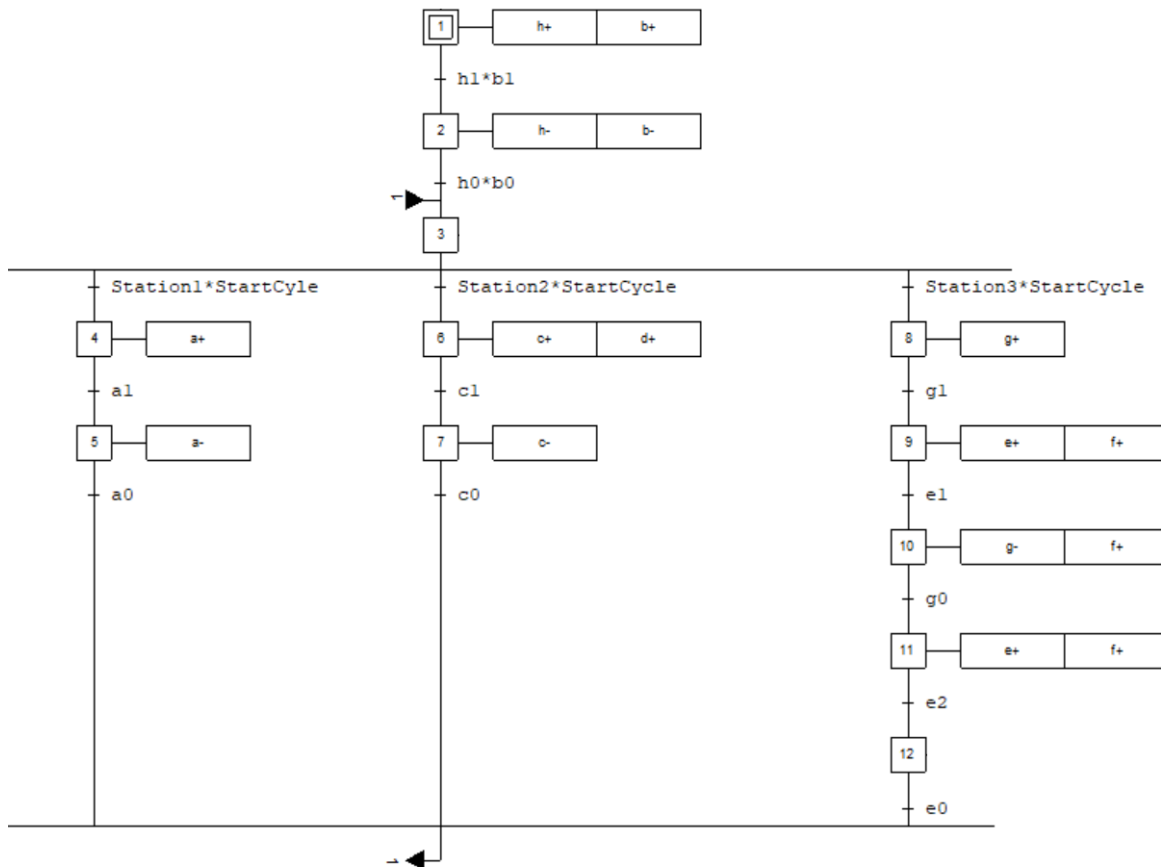 1 h+ b+
h1*b1
2 h- b-
h0*b0
1
3
Station1*StartCyle Station2*StartCycle Station3*StartCycle
4 a+ 6 c+ d+ 8 g+
a1 c1 g1
5 a- 7 c- 9 e+ f+
a0 c0 e1
10 g- f+
g0
11 e+ f+
e2
12
e0
1